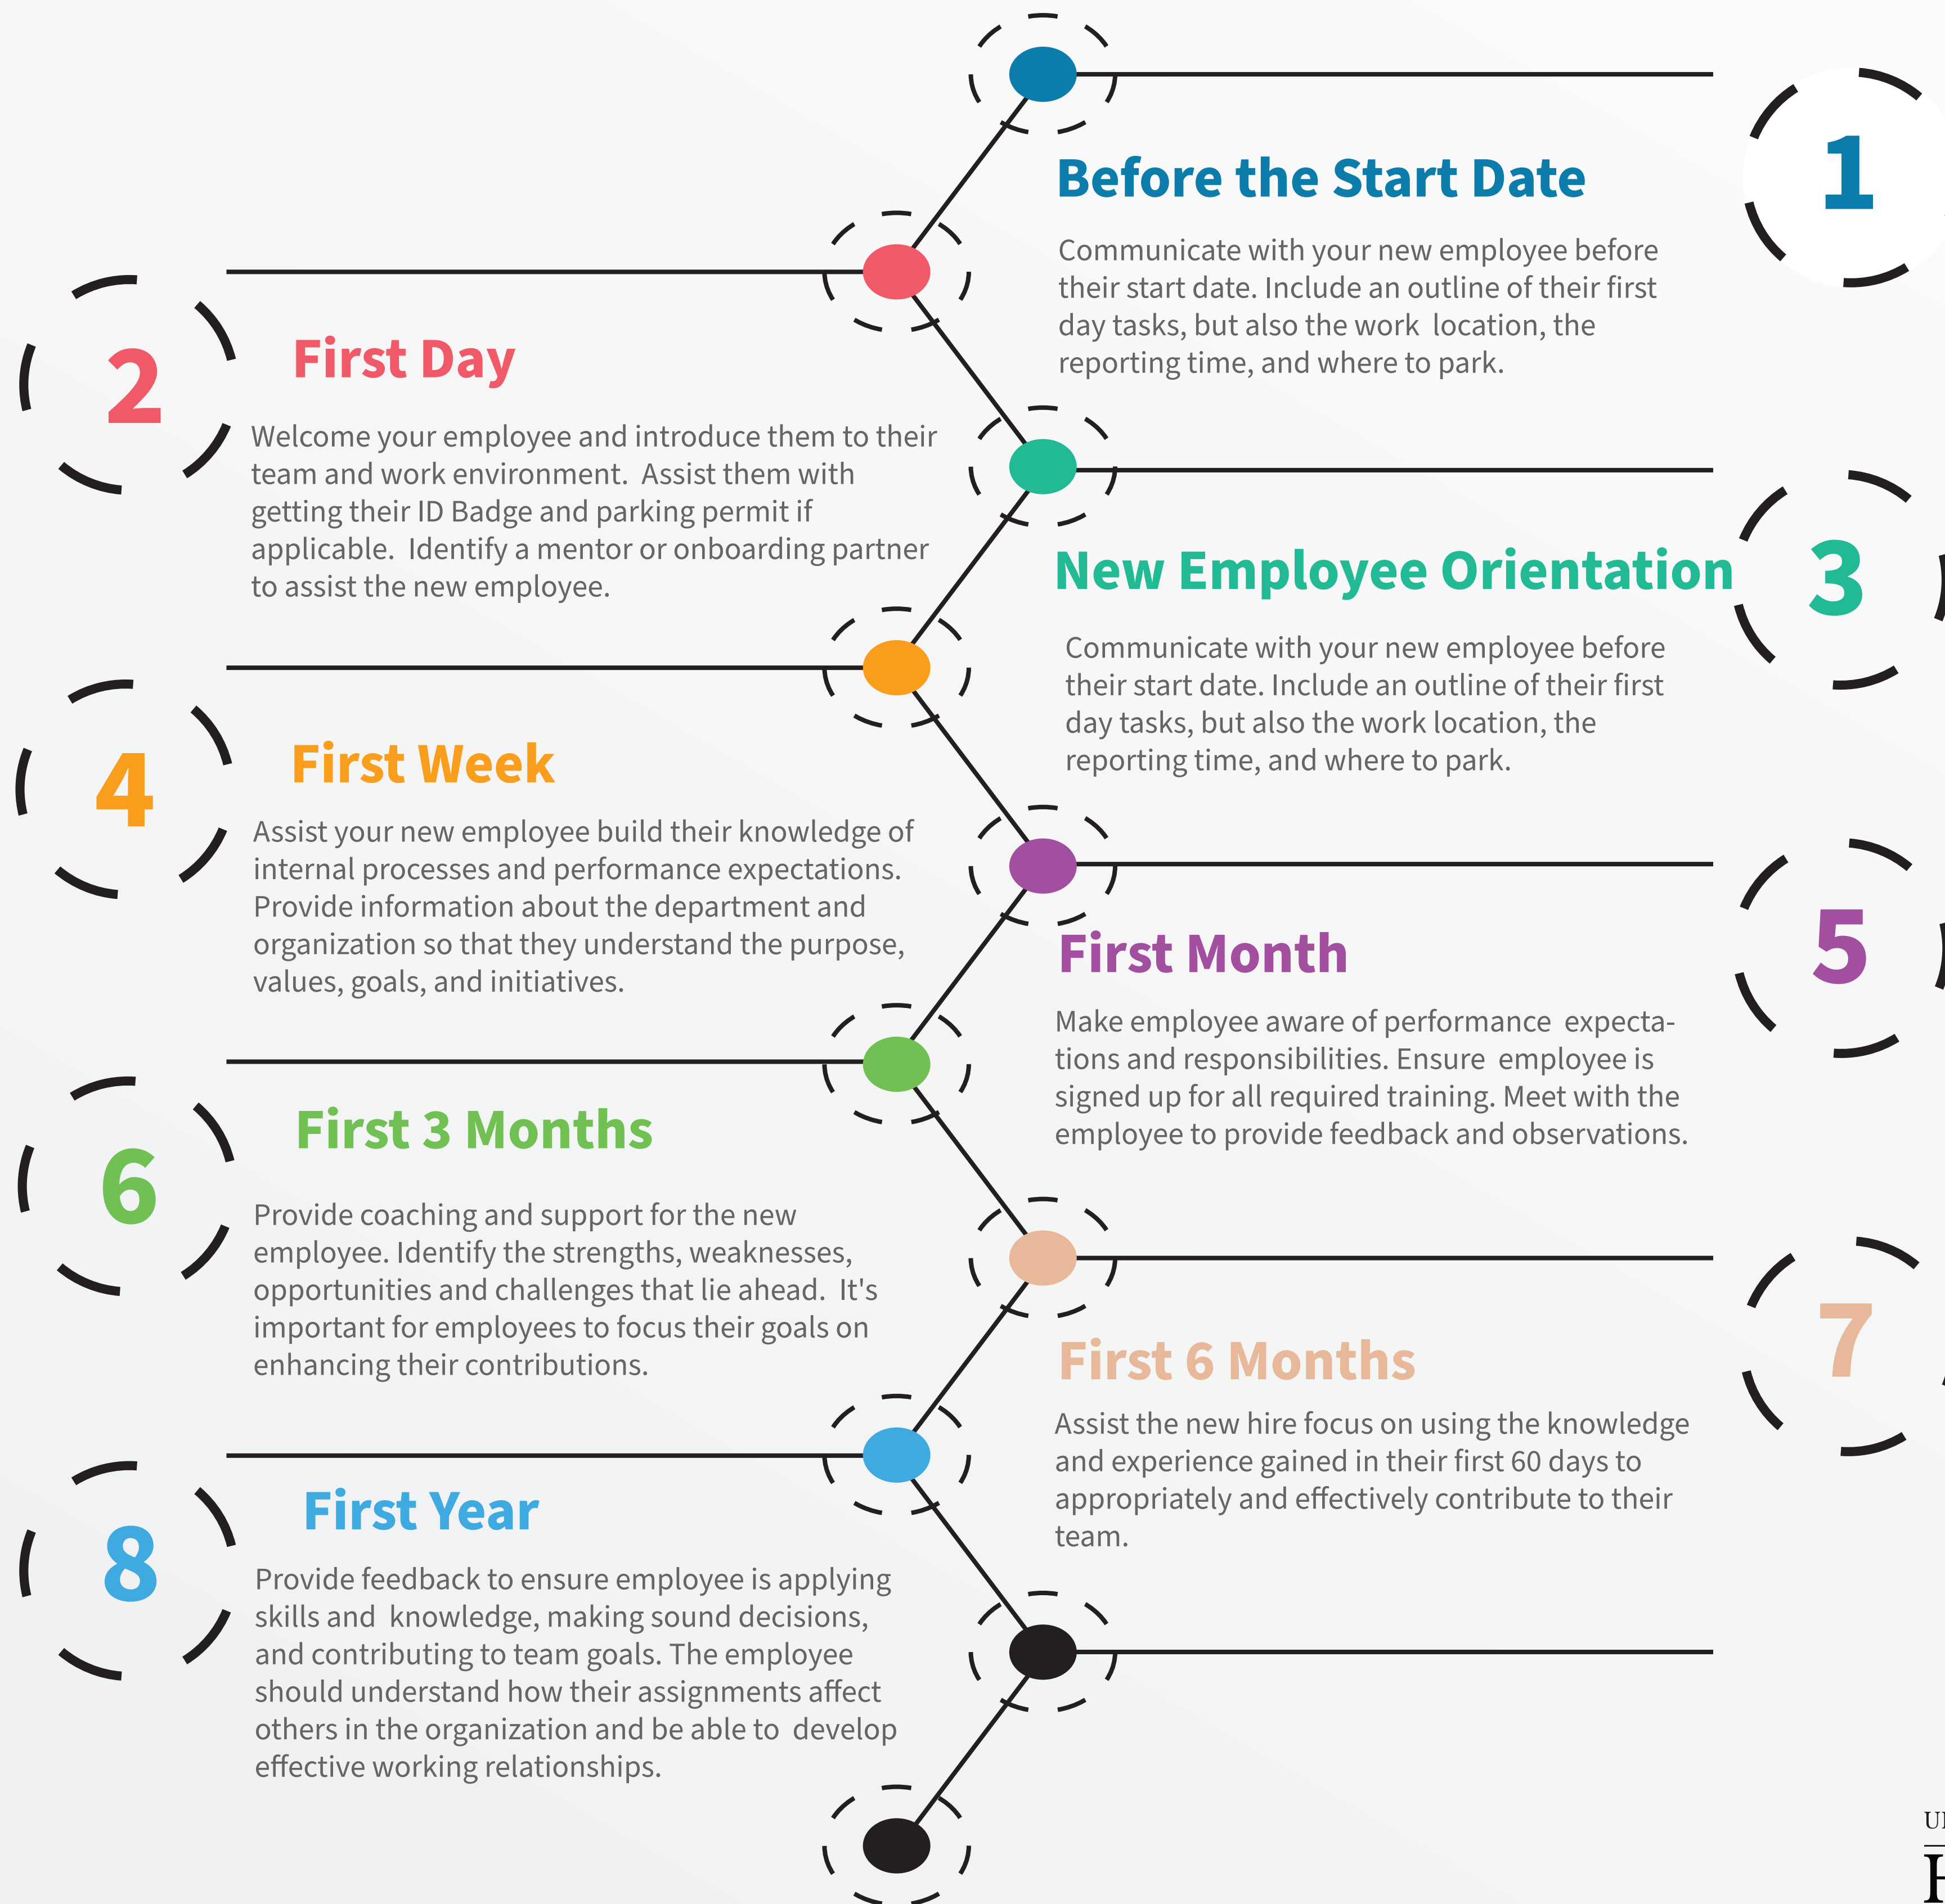 1
Before the Start Date
Communicate with your new employee before
their start date. Include an outline of their first
day tasks, but also the work location, the
reporting time, and where to park.
2
First Day
Welcome your employee and introduce them to their
team and work environment. Assist them with
getting their ID Badge and parking permit if
applicable. Identify a mentor or onboarding partner
to assist the new employee.
3
New Employee Orientation
Communicate with your new employee before
their start date. Include an outline of their first
day tasks, but also the work location, the
reporting time, and where to park.
4
First Week
Assist your new employee build their knowledge of
internal processes and performance expectations.
Provide information about the department and
organization so that they understand the purpose,
values, goals, and initiatives.
5
First Month
Make employee aware of performance expecta-
tions and responsibilities. Ensure employee is
signed up for all required training. Meet with the
employee to provide feedback and observations.
6
First 3 Months
Provide coaching and support for the new
employee. Identify the strengths, weaknesses,
opportunities and challenges that lie ahead. It's
important for employees to focus their goals on
enhancing their contributions.
7
First 6 Months
Assist the new hire focus on using the knowledge
and experience gained in their first 60 days to
appropriately and effectively contribute to their
team.
8
First Year
Provide feedback to ensure employee is applying
skills and knowledge, making sound decisions,
and contributing to team goals. The employee
should understand how their assignments affect
others in the organization and be able to develop
effective working relationships.